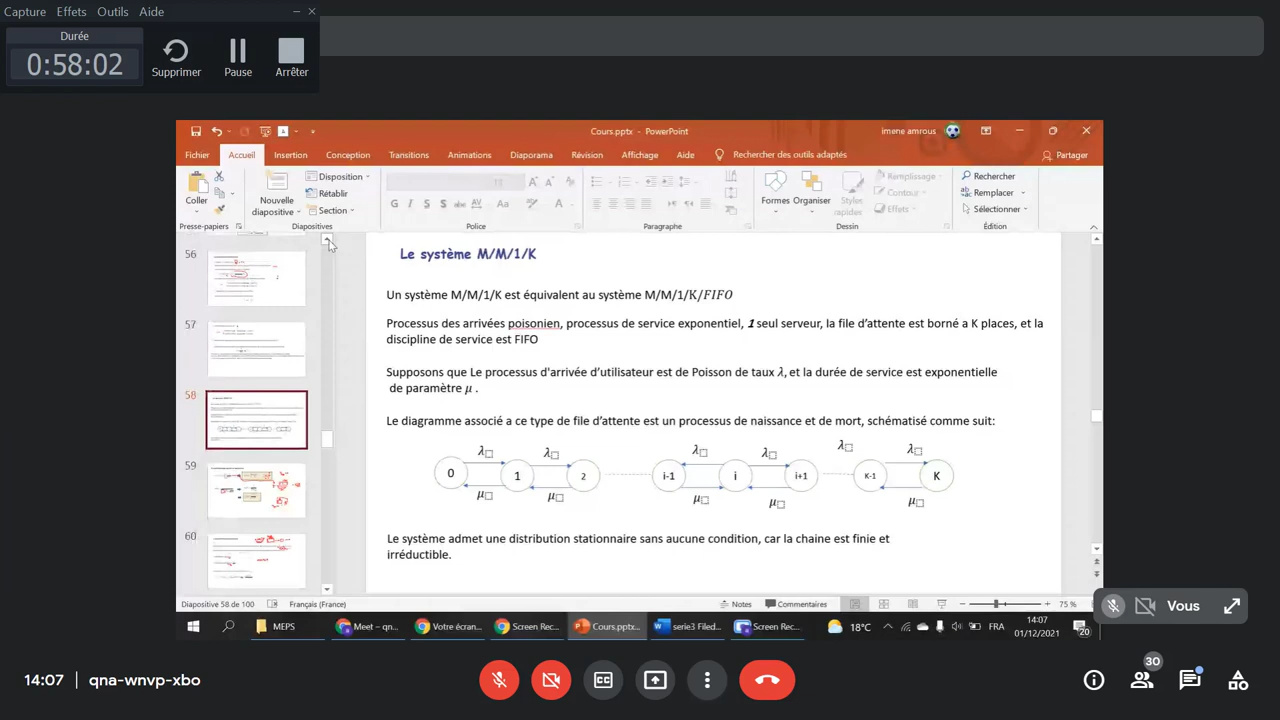 Capture Effets Outils Aide
Durée
0:58:02
Supprimer Pause Arrêter
Cours.pptx - PowerPoint
imene amrous
Fichier Accueil Insertion Conception Transitions Animations Diaporama Révision Affichage Aide Rechercher des outils adaptés Partager
Coller
Nouvelle diapositive
Disposition
Rétablir
Section
G I S S
Aa
A
Formes Organiser Styles rapides
Remplissage
Contour
Effets
Rechercher
Remplacer
Sélectionner
Presse-papiers Diapositives Police Paragraphe Dessin Édition
56
57
58
59
60
Le système M/M/1/K
Un système M/M/1/K est équivalent au système M/M/1/K/FIFO
Processus des arrivées poisonien, processus de service exponentiel, 1 seul serveur, la file d'attente est borné a K places, et la
discipline de service est FIFO
Supposons que Le processus d'arrivée d'utilisateur est de Poisson de taux λ, et la durée de service est exponentielle
de paramètre μ .
Le diagramme associé a ce type de file d'attente est un processus de naissance et de mort, schématisé comme suit:
λ□ λ□ λ□ λ□ λ□ λ□
0 1 2 i-1 i i+1 K-1 K
μ□ μ□ μ□ μ□ μ□
Le système admet une distribution stationnaire sans aucune condition, car la chaine est finie et
irréductible.
Diapositive 58 de 100 Français (France) Notes Commentaires 75 %
Vous
MEPS Meet – qn... Votre écran... Screen Rec... Cours.pptx... serie3 Filed... Screen Rec... 18°C FRA 14:07
01/12/2021
20
14:07 qna-wnvp-xbo
30